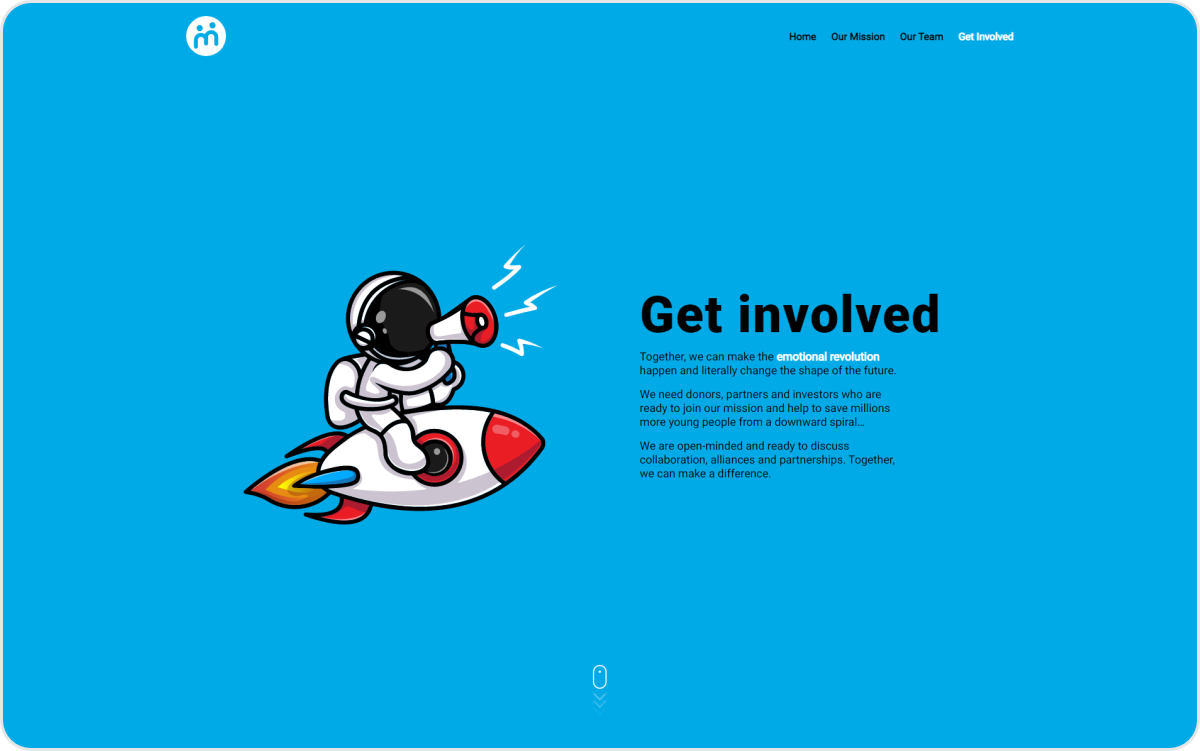 Home Our Mission Our Team Get Involved
Get involved
Together, we can make the emotional revolution
happen and literally change the shape of the future.
We need donors, partners and investors who are
ready to join our mission and help to save millions
more young people from a downward spiral...
We are open-minded and ready to discuss
collaboration, alliances and partnerships. Together,
we can make a difference.